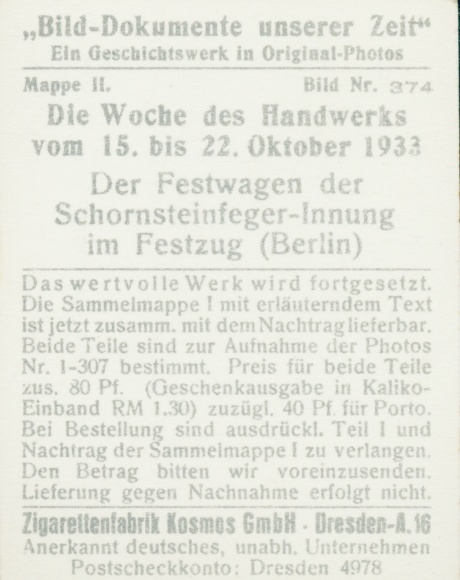 „Bild-Dokumente unserer Zeit“
Ein Geschichtswerk in Original-Photos
Mappe II. Bild Nr. 374
Die Woche des Handwerks
vom 15. bis 22. Oktober 1933
Der Festwagen der
Schornsteinfeger-Innung
im Festzug (Berlin)
Das wertvolle Werk wird fortgesetzt.
Die Sammelmappe I mit erläuterndem Text
ist jetzt zusamm. mit dem Nachtrag lieferbar.
Beide Teile sind zur Aufnahme der Photos
Nr. 1-307 bestimmt. Preis für beide Teile
zus. 80 Pf. (Geschenkausgabe in Kaliko-
Einband RM 1.30) zuzügl. 40 Pf. für Porto.
Bei Bestellung sind ausdrückl. Teil I und
Nachtrag der Sammelmappe I zu verlangen.
Den Betrag bitten wir voreinzusenden.
Lieferung gegen Nachnahme erfolgt nicht.
Zigarettenfabrik Kosmos GmbH · Dresden-A. 16
Anerkannt deutsches, unabh. Unternehmen
Postscheckkonto: Dresden 4978